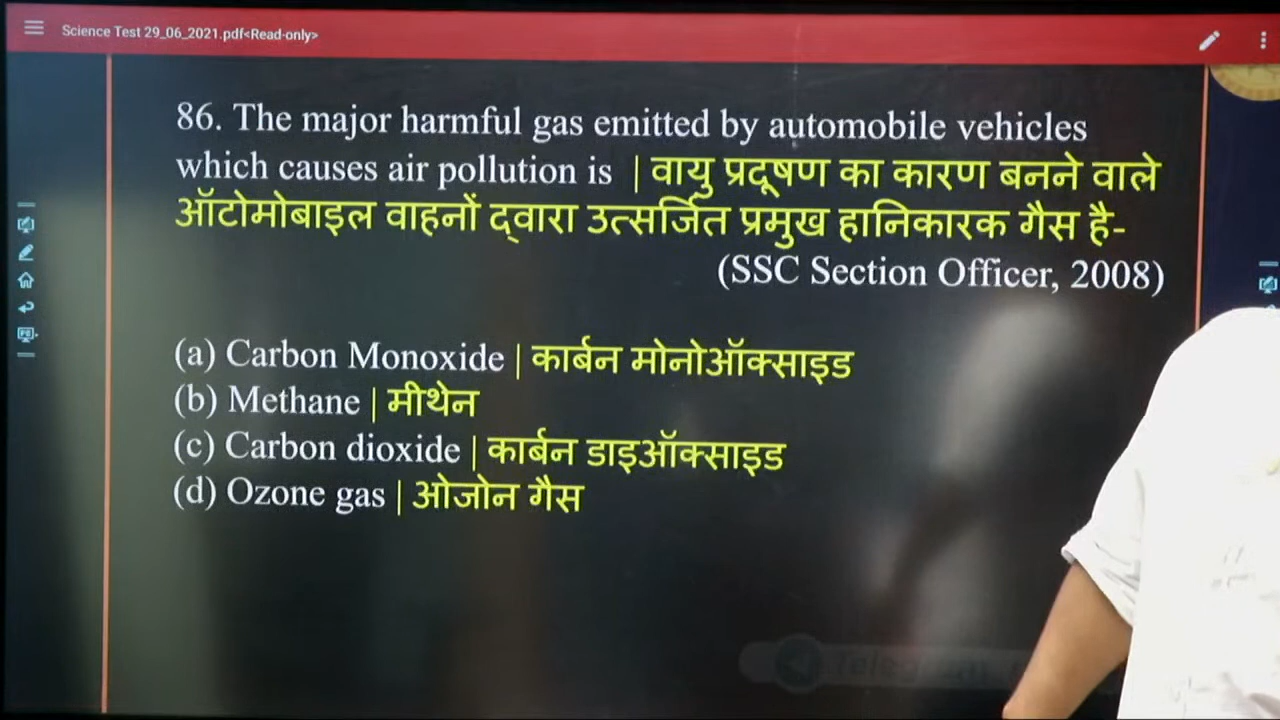 Science Test 29_06_2021.pdf<Read-only>
86. The major harmful gas emitted by automobile vehicles
which causes air pollution is | वायु प्रदूषण का कारण बनने वाले
ऑटोमोबाइल वाहनों द्वारा उत्सर्जित प्रमुख हानिकारक गैस है-
(SSC Section Officer, 2008)
(a) Carbon Monoxide | कार्बन मोनोऑक्साइड
(b) Methane | मीथेन
(c) Carbon dioxide | कार्बन डाइऑक्साइड
(d) Ozone gas | ओजोन गैस